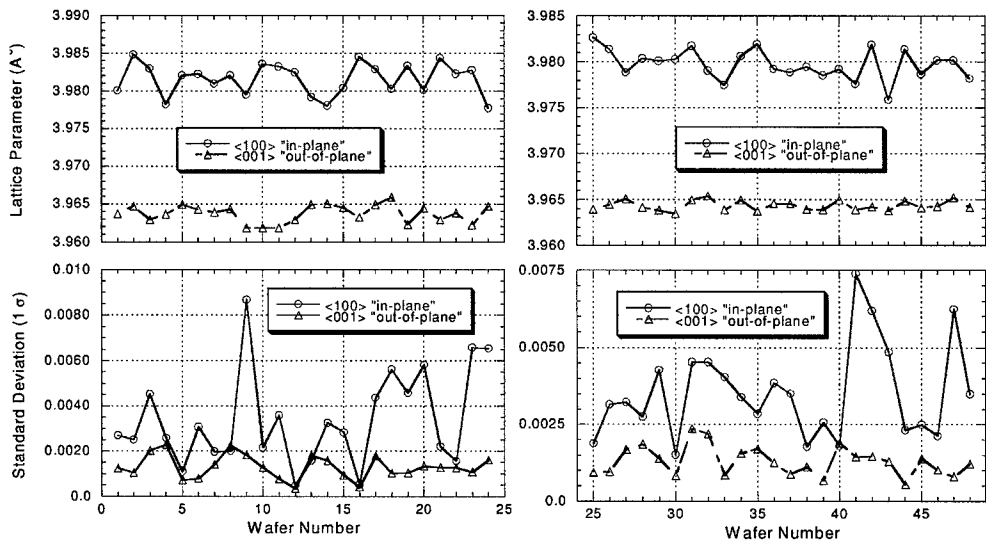 Lattice Parameter (A°)
3.990
3.985
3.980
3.975
3.970
3.965
3.960
<100> "in-plane"
<001> "out-of-plane"
3.985
3.980
3.975
3.970
3.965
3.960
<100> "in-plane"
<001> "out-of-plane"
Standard Deviation (1 σ)
0.010
0.0080
0.0060
0.0040
0.0020
0.0
<100> "in-plane"
<001> "out-of-plane"
0 5 10 15 20 25
Wafer Number
0.0075
0.0050
0.0025
0.0
<100> "in-plane"
<001> "out-of-plane"
25 30 35 40 45
Wafer Number